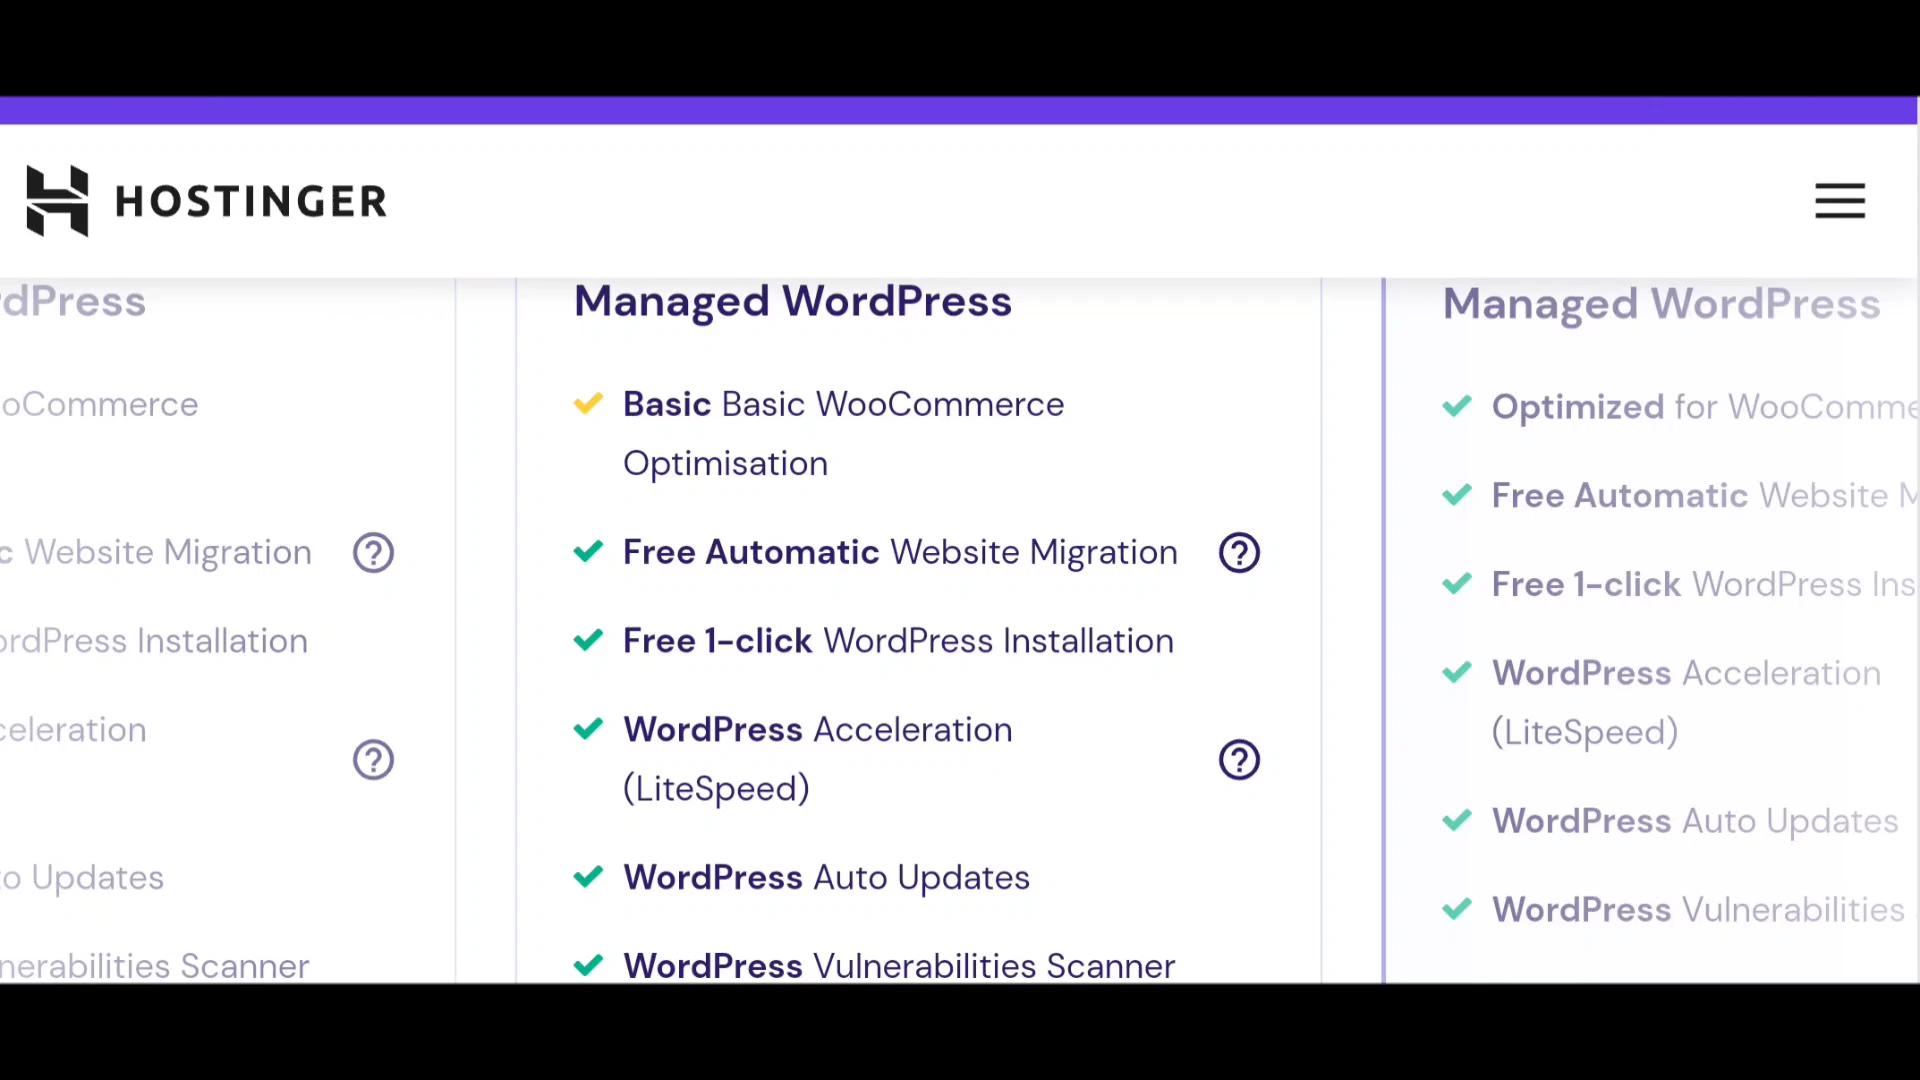 HOSTINGER
dPress
oCommerce
c Website Migration
ordPress Installation
celeration
o Updates
nerabilities Scanner
Managed WordPress
Basic Basic WooCommerce
Optimisation
Free Automatic Website Migration
Free 1-click WordPress Installation
WordPress Acceleration
(LiteSpeed)
WordPress Auto Updates
WordPress Vulnerabilities Scanner
Managed WordPress
Optimized for WooComme
Free Automatic Website M
Free 1-click WordPress Ins
WordPress Acceleration
(LiteSpeed)
WordPress Auto Updates
WordPress Vulnerabilities